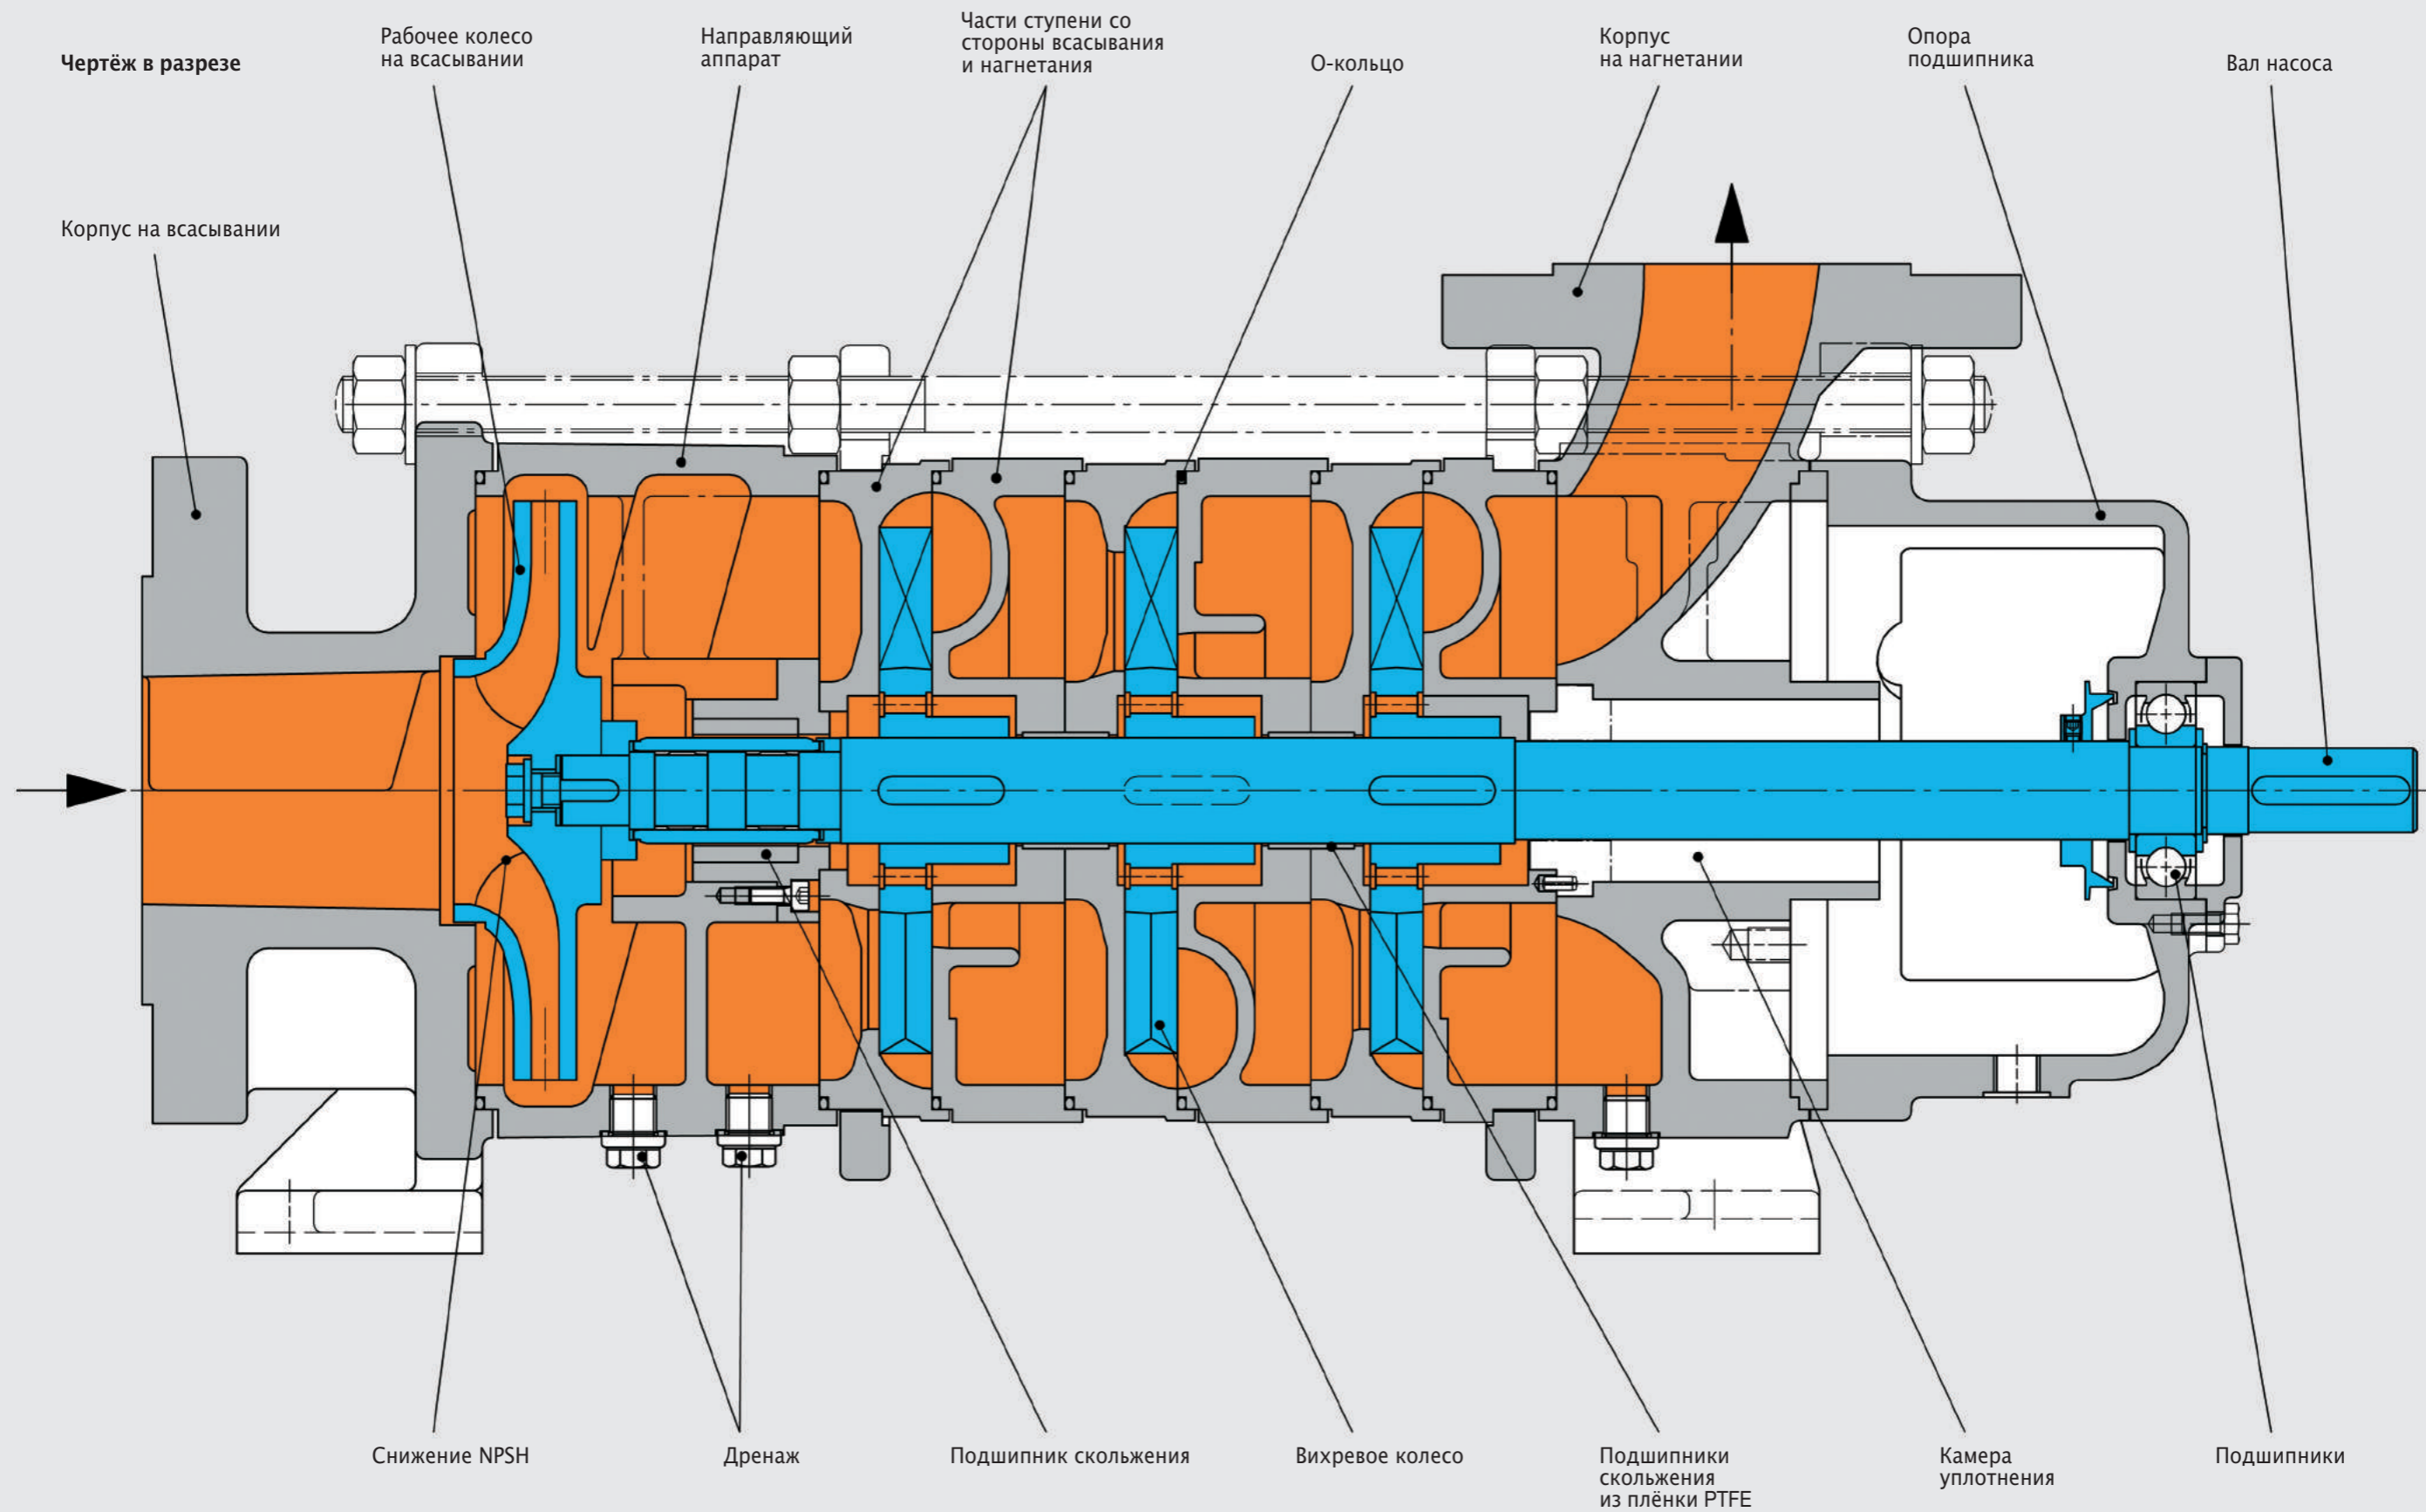 Чертёж в разрезе
Рабочее колесо
на всасывании
Направляющий
аппарат
Части ступени со
стороны всасывания
и нагнетания
О-кольцо
Корпус
на нагнетании
Опора
подшипника
Вал насоса
Корпус на всасывании
Снижение NPSH
Дренаж
Подшипник скольжения
Вихревое колесо
Подшипники
скольжения
из плёнки PTFE
Камера
уплотнения
Подшипники